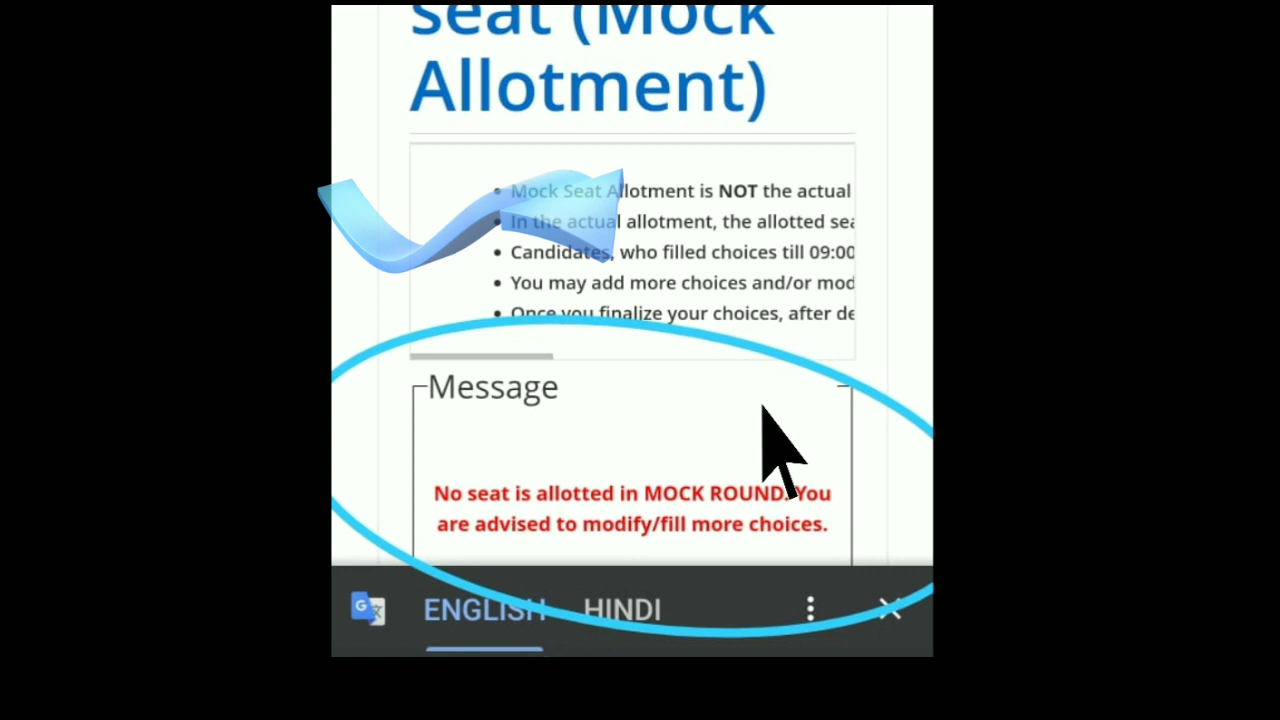 seat (Mock
Allotment)
Mock Seat Allotment is NOT the actual
In the actual allotment, the allotted sea
Candidates, who filled choices till 09:00
You may add more choices and/or mod
Once you finalize your choices, after de
Message
No seat is allotted in MOCK ROUND. You
are advised to modify/fill more choices.
G 文
ENGLISH HINDI